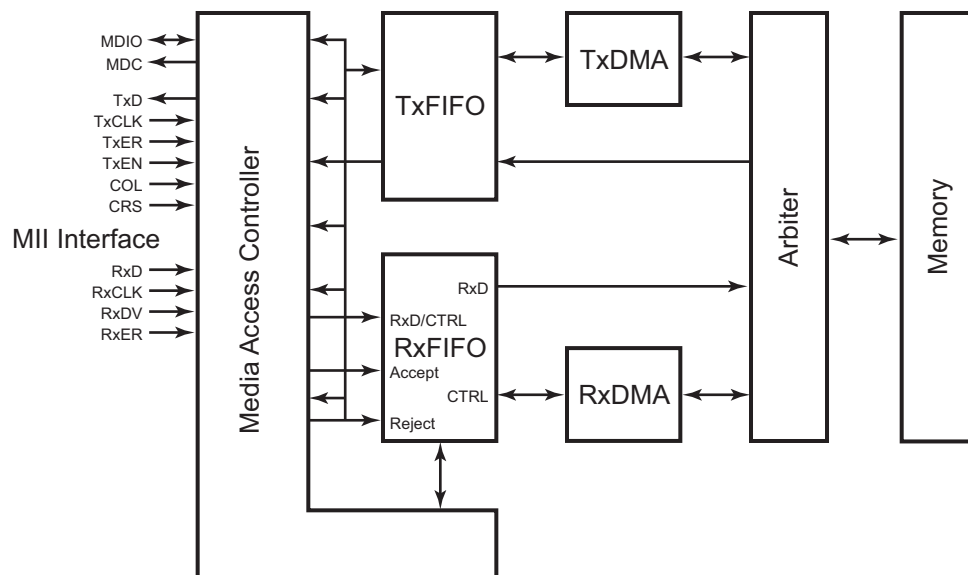 MDIO
MDC
TxD
TxCLK
TxER
TxEN
COL
CRS
MII Interface
RxD
RxCLK
RxDV
RxER
Media Access Controller
TxFIFO
TxDMA
RxD
RxD/CTRL
RxFIFO
Accept
CTRL
Reject
RxDMA
Arbiter
Memory